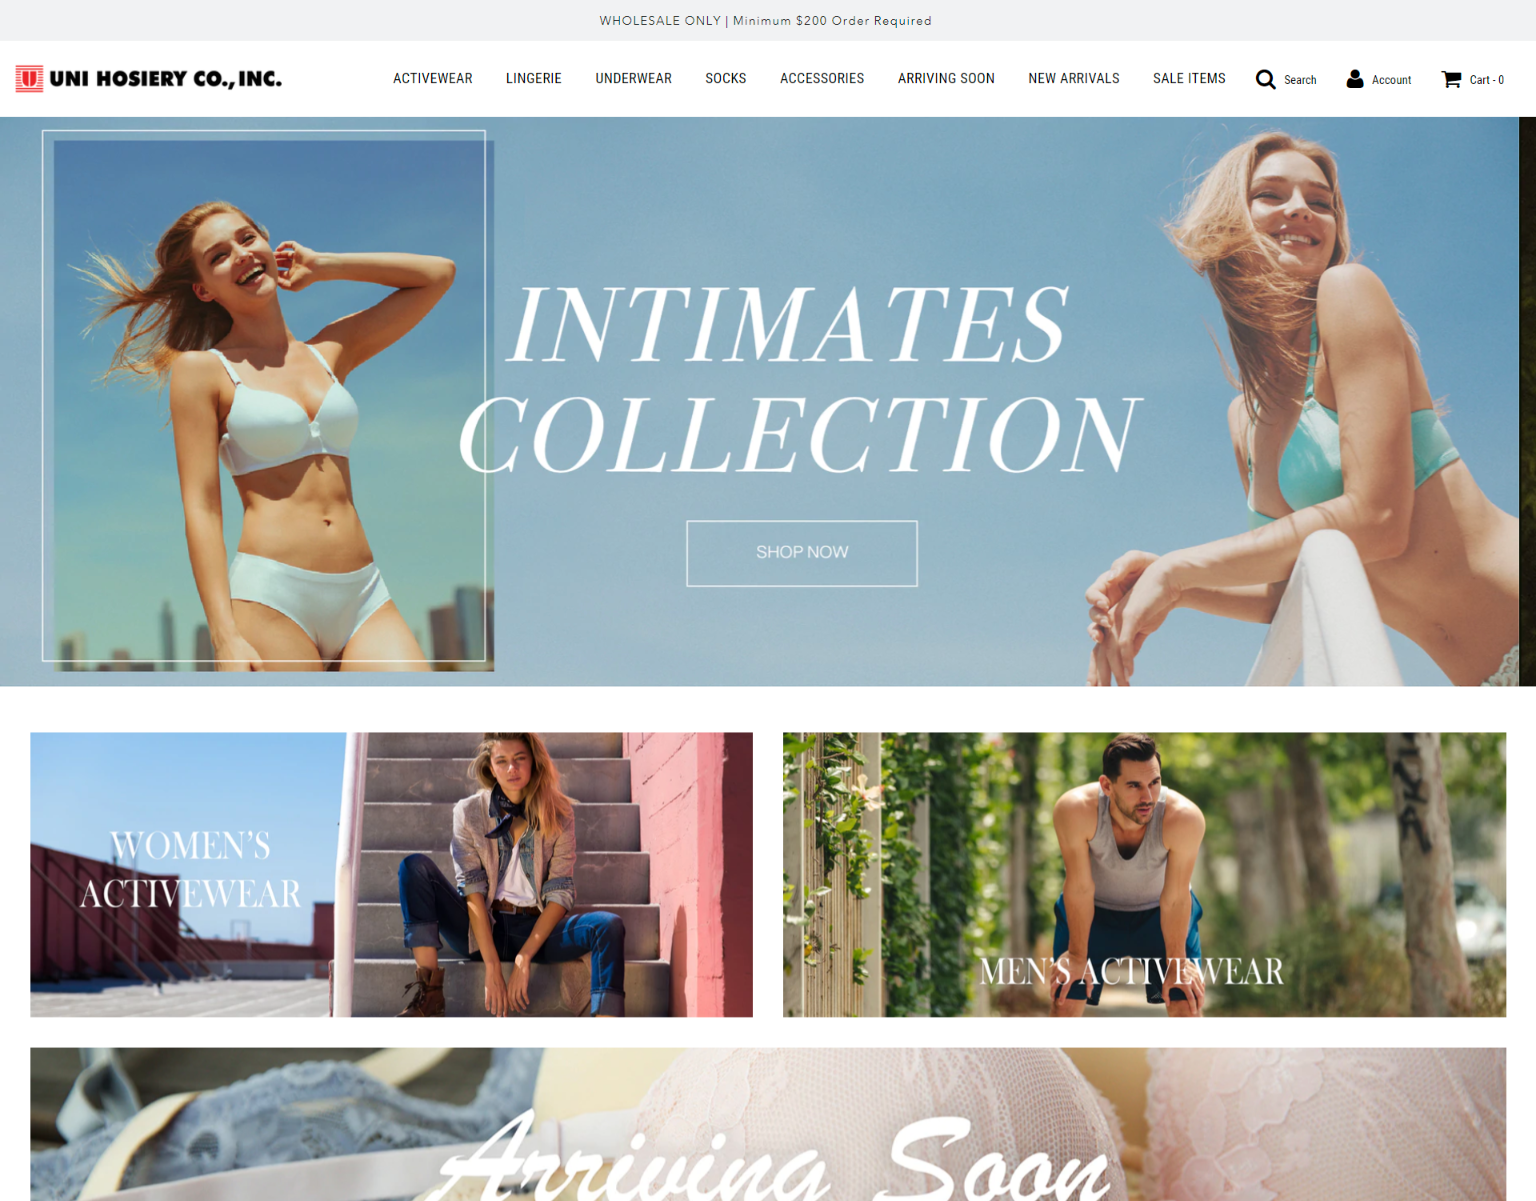 WHOLESALE ONLY | Minimum $200 Order Required
UNI HOSIERY CO., INC.
ACTIVEWEAR
LINGERIE
UNDERWEAR
SOCKS
ACCESSORIES
ARRIVING SOON
NEW ARRIVALS
SALE ITEMS
Search
Account
Cart - 0
INTIMATES
COLLECTION
SHOP NOW
WOMEN'S
ACTIVEWEAR
MEN'S ACTIVEWEAR
Arriving Soon